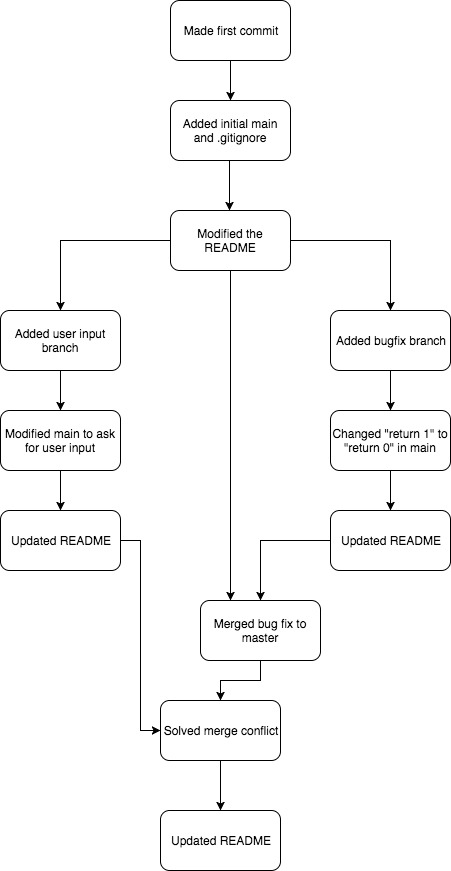 Made first commit
Added initial main
and .gitignore
Modified the
README
Added user input
branch
Added bugfix branch
Modified main to ask
for user input
Changed "return 1" to
"return 0" in main
Updated README
Updated README
Merged bug fix to
master
Solved merge conflict
Updated README